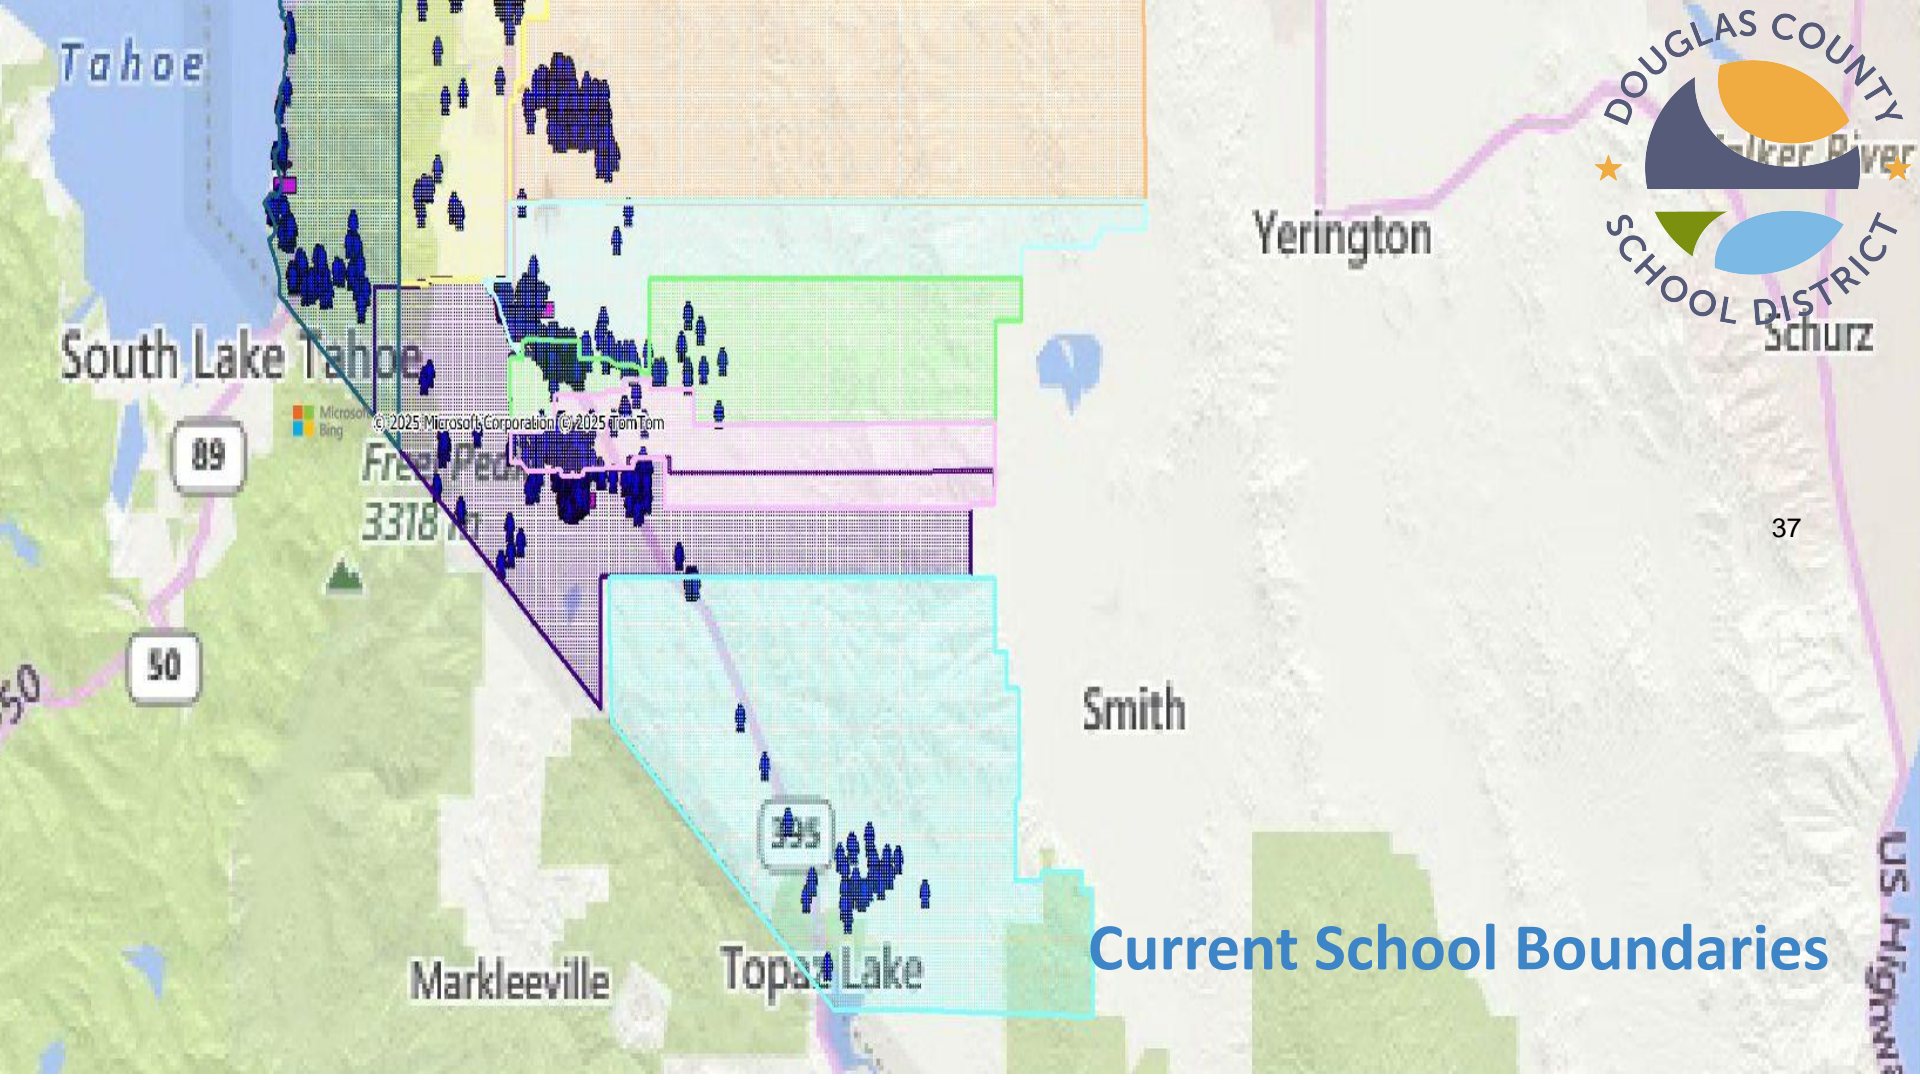 Tahoe
DOUGLAS COUNTY
SCHOOL DISTRICT
Walker River
Yerington
Schurz
South Lake Tahoe
Microsoft
Bing
© 2025 Microsoft Corporation © 2025 TomTom
89
Freel Peak
3378 m
37
50
50
Smith
395
Current School Boundaries
Markleeville
Topaz Lake
US Highway